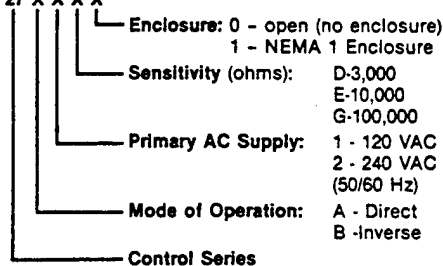 27 X X X X
Enclosure: 0 - open (no enclosure)
1 - NEMA 1 Enclosure
Sensitivity (ohms): D-3,000
E-10,000
G-100,000
Primary AC Supply: 1 - 120 VAC
2 - 240 VAC
(50/60 Hz)
Mode of Operation: A - Direct
B -Inverse
Control Series